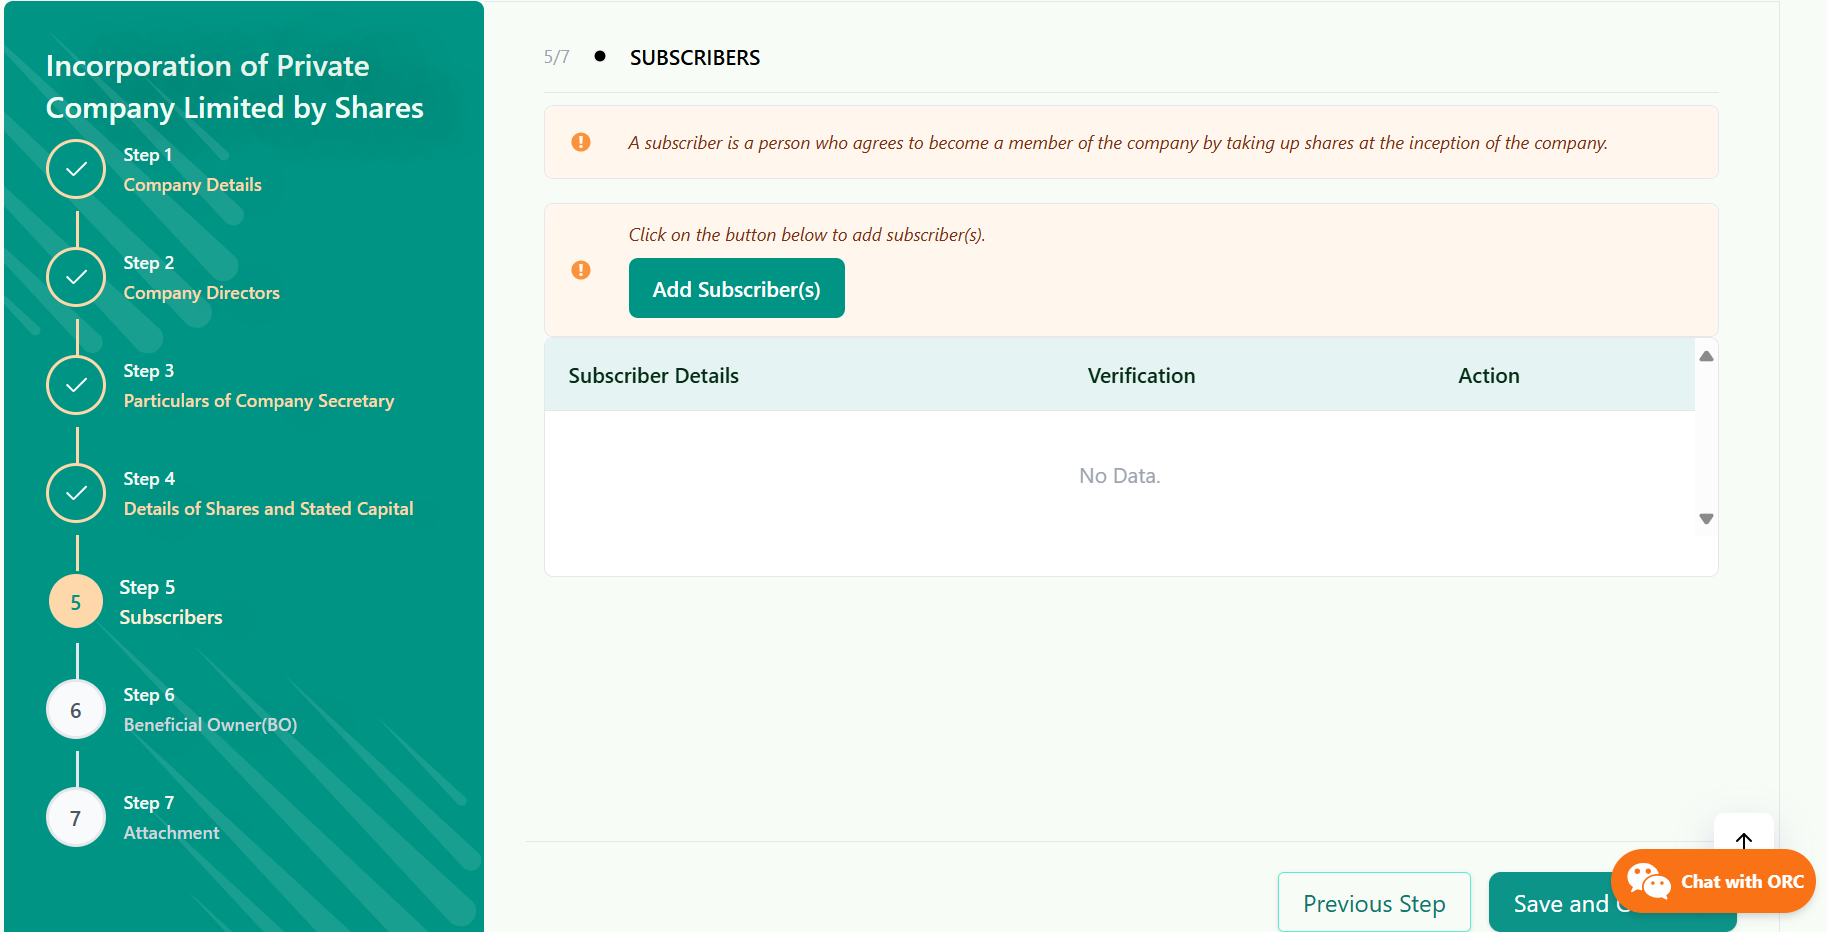 Incorporation of Private
Company Limited by Shares
Step 1
Company Details
Step 2
Company Directors
Step 3
Particulars of Company Secretary
Step 4
Details of Shares and Stated Capital
5
Step 5
Subscribers
6
Step 6
Beneficial Owner(BO)
7
Step 7
Attachment
5/7 ● SUBSCRIBERS
A subscriber is a person who agrees to become a member of the company by taking up shares at the inception of the company.
Click on the button below to add subscriber(s).
Add Subscriber(s)
Subscriber Details Verification Action
No Data.
Previous Step
Save and
Chat with ORC